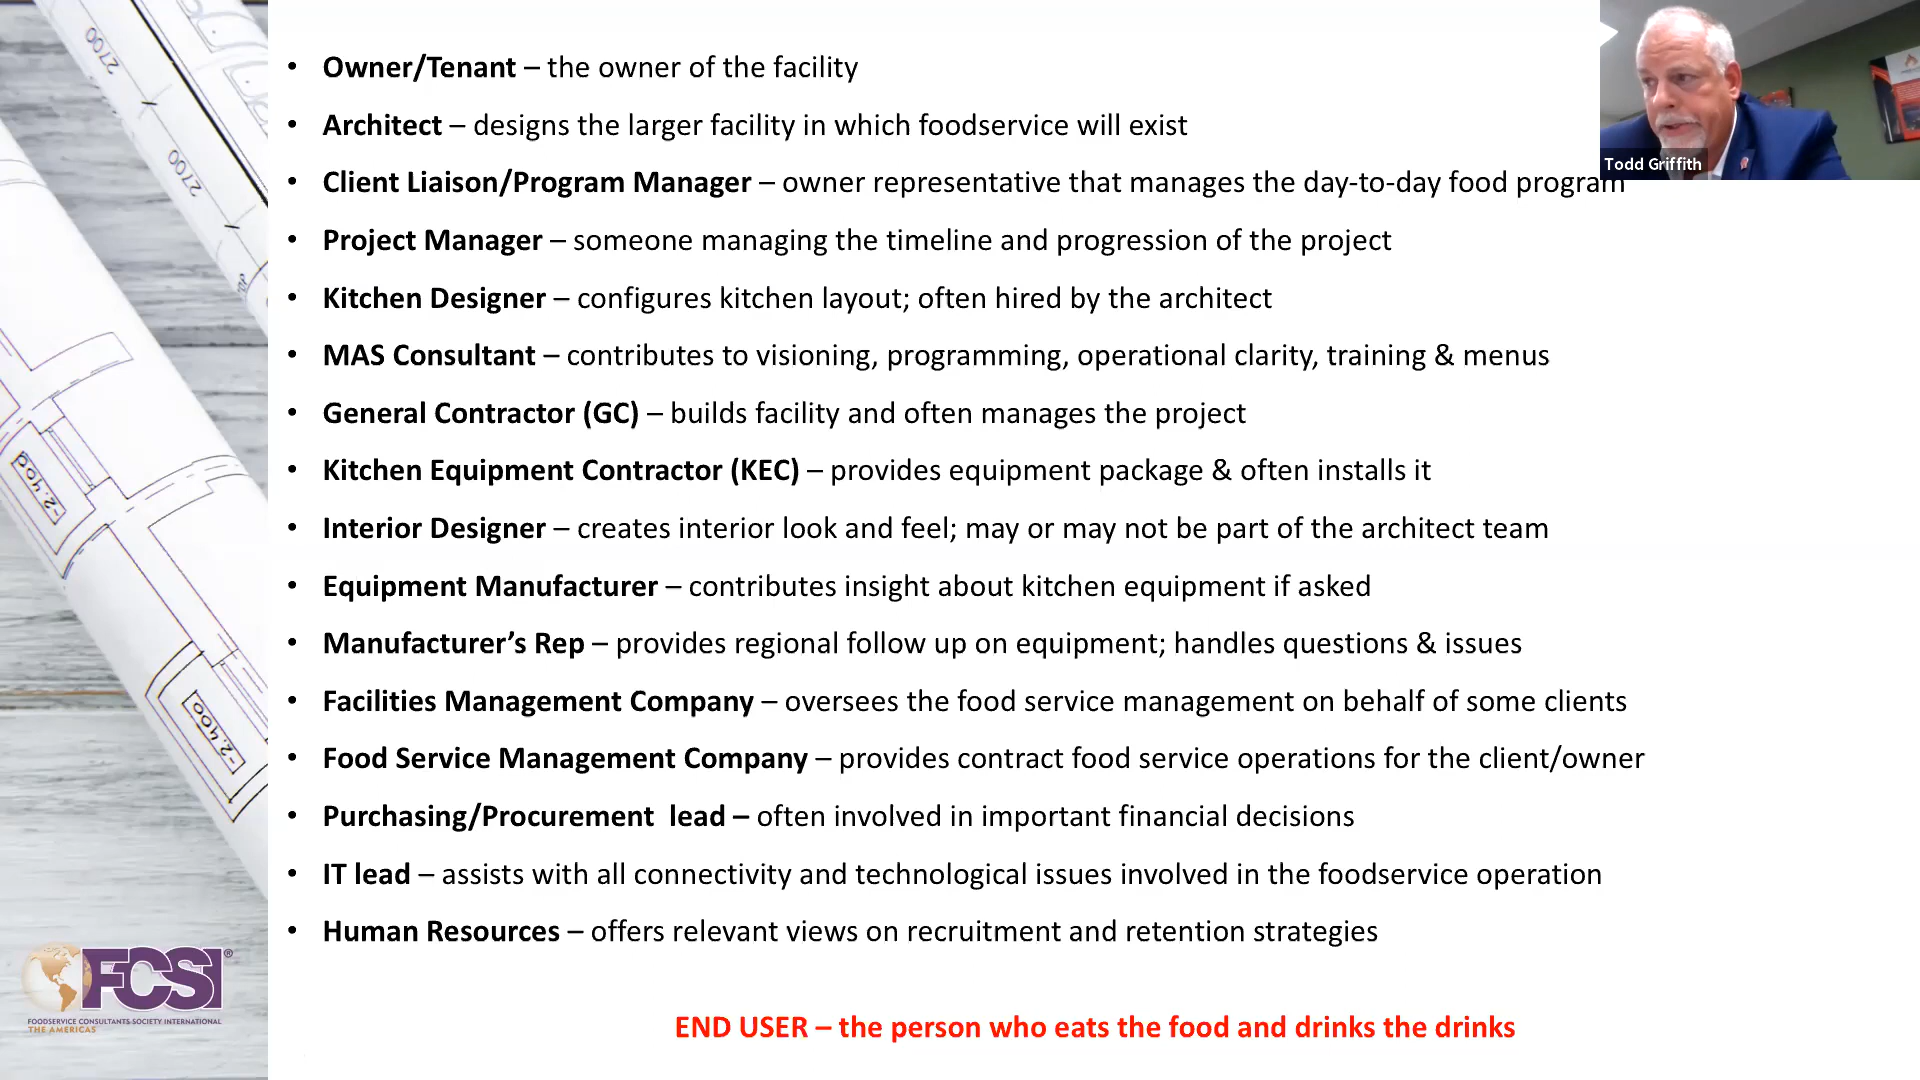 • Owner/Tenant – the owner of the facility
• Architect – designs the larger facility in which foodservice will exist
• Client Liaison/Program Manager – owner representative that manages the day-to-day food program
• Project Manager – someone managing the timeline and progression of the project
• Kitchen Designer – configures kitchen layout; often hired by the architect
• MAS Consultant – contributes to visioning, programming, operational clarity, training & menus
• General Contractor (GC) – builds facility and often manages the project
• Kitchen Equipment Contractor (KEC) – provides equipment package & often installs it
• Interior Designer – creates interior look and feel; may or may not be part of the architect team
• Equipment Manufacturer – contributes insight about kitchen equipment if asked
• Manufacturer’s Rep – provides regional follow up on equipment; handles questions & issues
• Facilities Management Company – oversees the food service management on behalf of some clients
• Food Service Management Company – provides contract food service operations for the client/owner
• Purchasing/Procurement  lead – often involved in important financial decisions
• IT lead – assists with all connectivity and technological issues involved in the foodservice operation
• Human Resources – offers relevant views on recruitment and retention strategies
END USER – the person who eats the food and drinks the drinks
Todd Griffith
2700
2700
-2.400
-2.400
FCSI®
FOODSERVICE CONSULTANTS SOCIETY INTERNATIONAL
THE AMERICAS